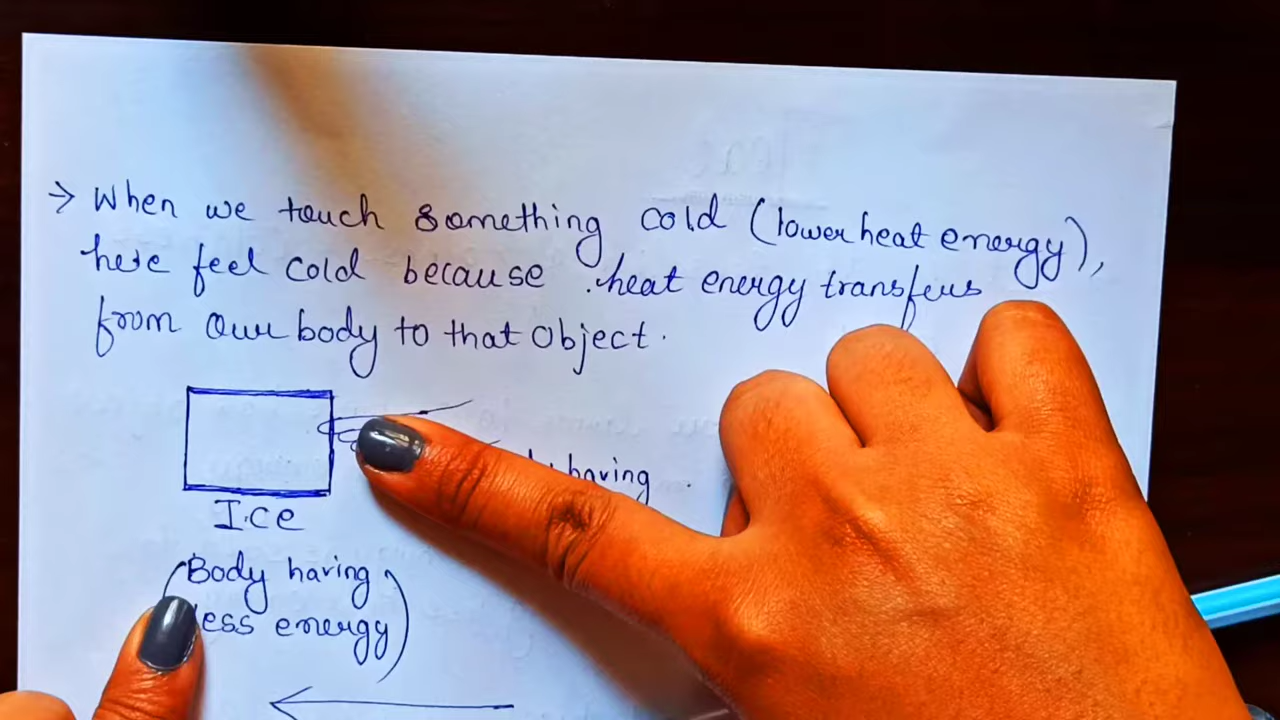 → When we touch something cold (lower heat energy),
here feel cold because heat energy transfers
from our body to that object.
having
Ice
(Body having
less energy)